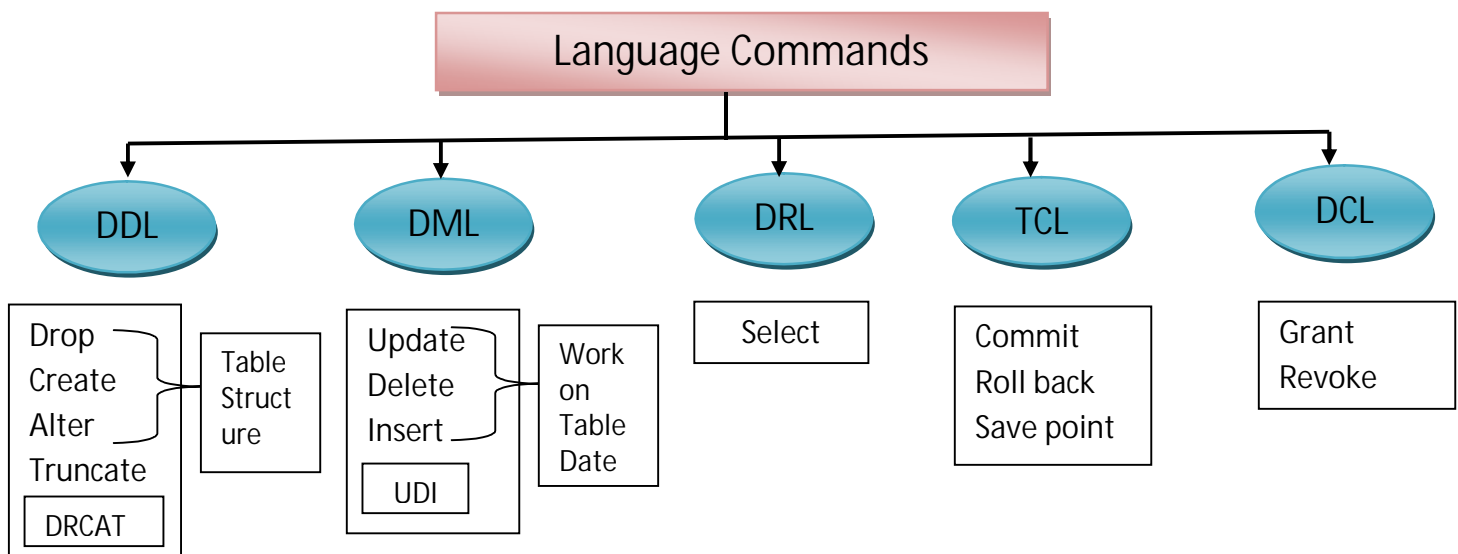 Language Commands
DDL
DML
DRL
TCL
DCL
Drop
Create
Alter
Truncate
DRCAT
Table
Struct
ure
Update
Delete
Insert
UDI
Work
on
Table
Date
Select
Commit
Roll back
Save point
Grant
Revoke